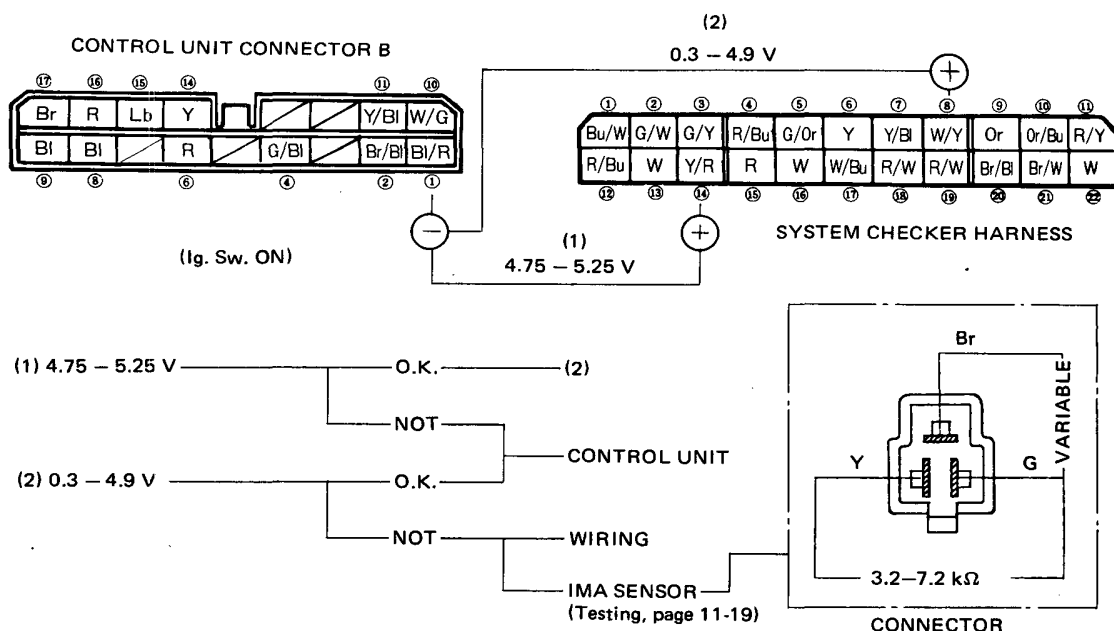 CONTROL UNIT CONNECTOR B
⑰ ⑯ ⑮ ⑭ ⑪ ⑩
Br R Lb Y Y/Bl W/G
Bl Bl R G/Bl Br/Bl Bl/R
⑨ ⑧ ⑥ ④ ② ①
(2)
0.3 – 4.9 V
+
① ② ③ ④ ⑤ ⑥ ⑦ ⑧ ⑨ ⑩ ⑪
Bu/W G/W G/Y R/Bu G/Or Y Y/Bl W/Y Or Or/Bu R/Y
R/Bu W Y/R R W W/Bu R/W R/W Br/Bl Br/W W
⑫ ⑬ ⑭ ⑮ ⑯ ⑰ ⑱ ⑲ ⑳ ㉑ ㉒
SYSTEM CHECKER HARNESS
–
+
(Ig. Sw. ON)
(1)
4.75 – 5.25 V
(1) 4.75 – 5.25 V
O.K.
(2)
NOT
CONTROL UNIT
(2) 0.3 – 4.9 V
O.K.
NOT
WIRING
IMA SENSOR
(Testing, page 11-19)
Br
VARIABLE
Y
G
3.2–7.2 kΩ
CONNECTOR